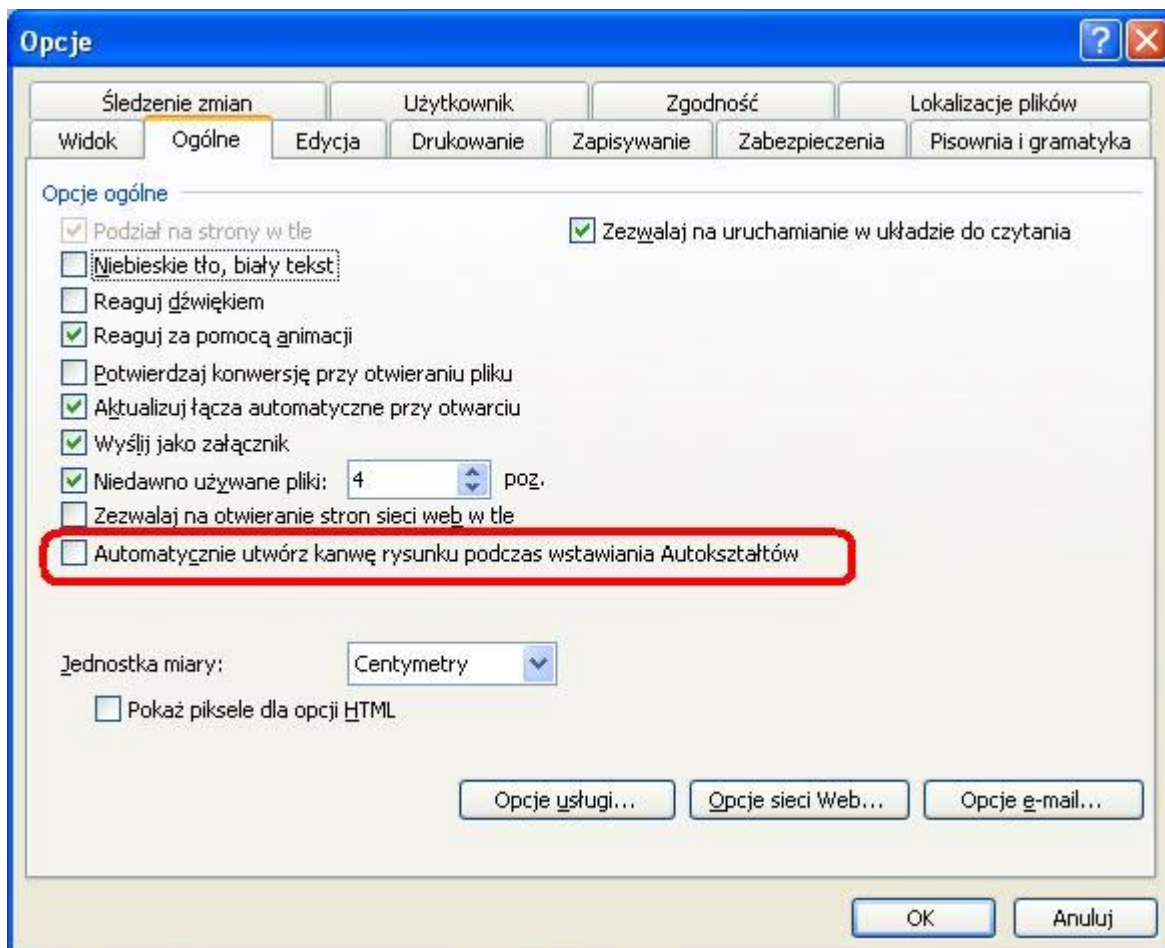 Opcje
Śledzenie zmian Użytkownik Zgodność Lokalizacje plików
Widok Ogólne Edycja Drukowanie Zapisywanie Zabezpieczenia Pisownia i gramatyka
Opcje ogólne
Podział na strony w tle Zezwalaj na uruchamianie w układzie do czytania
Niebieskie tło, biały tekst
Reaguj dźwiękiem
Reaguj za pomocą animacji
Potwierdzaj konwersję przy otwieraniu pliku
Aktualizuj łącza automatyczne przy otwarciu
Wyślij jako załącznik
Niedawno używane pliki: 4 poz.
Zezwalaj na otwieranie stron sieci web w tle
Automatycznie utwórz kanwę rysunku podczas wstawiania Autokształtów
Jednostka miary: Centymetry
Pokaż piksele dla opcji HTML
Opcje usługi... Opcje sieci Web... Opcje e-mail...
OK Anuluj